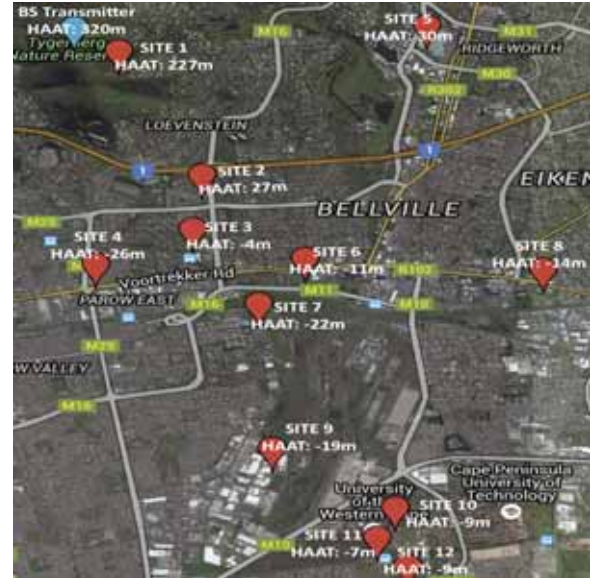 BS Transmitter
HAAT: 320m
Tygerberg
Nature Reserve
SITE 1
HAAT: 227m
M16
SITE 5
HAAT: 30m
M31
RIDGEWORTH
M30
R302
LOEVENSTEIN
1
1
SITE 2
HAAT: 27m
EIKEN
BELLVILLE
M25
SITE 3
HAAT: -4m
SITE 4
HAAT: -26m
SITE 6
HAAT: -11m
SITE 8
HAAT: -14m
R102
Voortrekker Rd
PAROW EAST
M16
M11
M10
SITE 7
HAAT: -22m
M29
W VALLEY
M16
SITE 9
HAAT: -19m
Cape Peninsula
University of
Technology
University
of the
Western
SITE 10
HAAT: -9m
SITE 11
HAAT: -7m
M10
SITE 12
HAAT: -9m